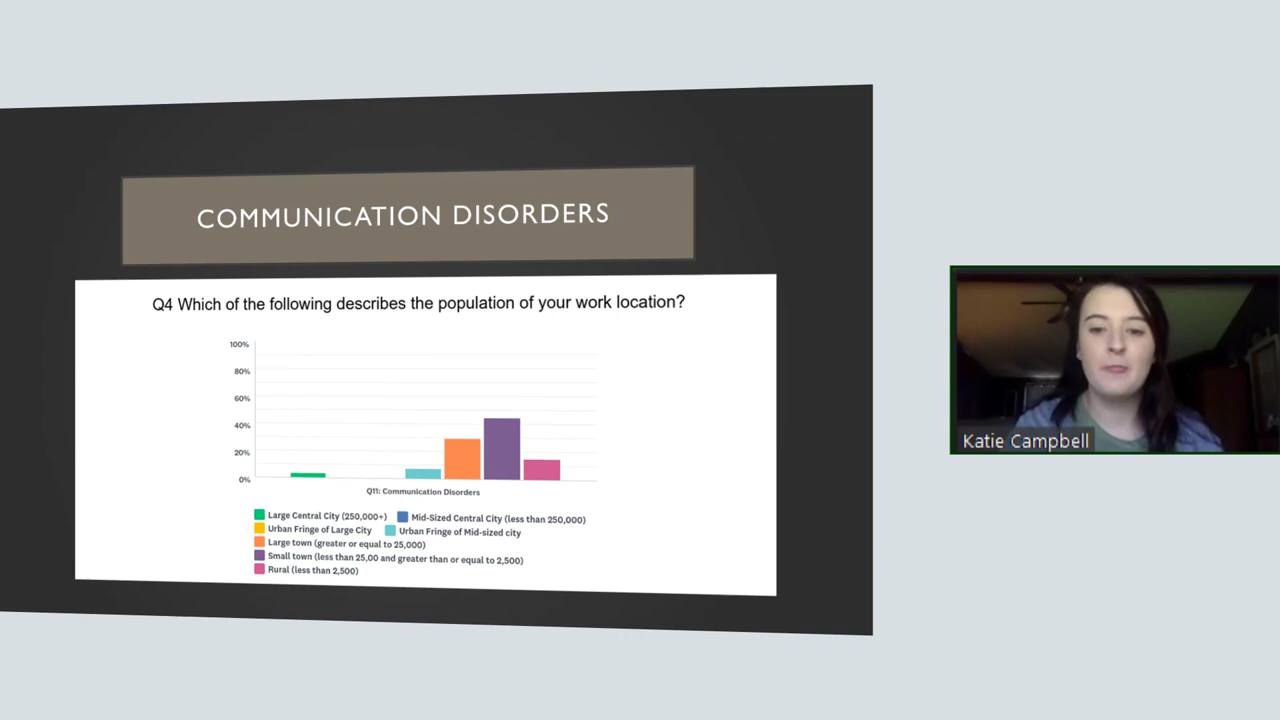 COMMUNICATION DISORDERS
Q4 Which of the following describes the population of your work location?
100%
80%
60%
40%
20%
0%
Q11: Communication Disorders
Large Central City (250,000+)
Mid-Sized Central City (less than 250,000)
Urban Fringe of Large City
Urban Fringe of Mid-sized city
Large town (greater or equal to 25,000)
Small town (less than 25,00 and greater than or equal to 2,500)
Rural (less than 2,500)
Katie Campbell